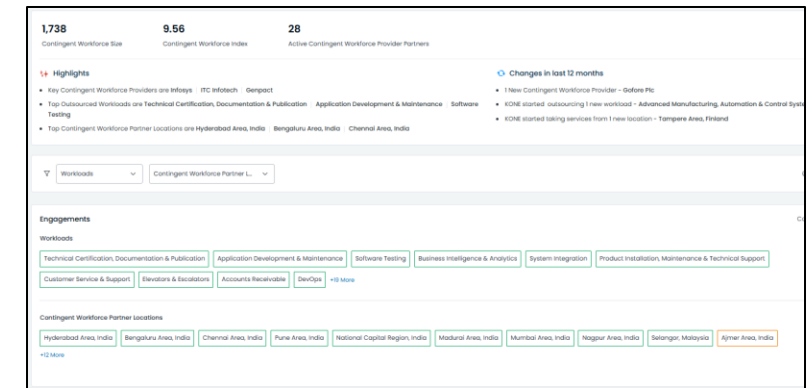 1,738 9.56 28
Contingent Workforce Size Contingent Workforce Index Active Contingent Workforce Provider Partners
Highlights
Key Contingent Workforce Providers are Infosys | ITC Infotech | Genpact
Top Outsourced Workloads are Technical Certification, Documentation & Publication | Application Development & Maintenance | Software
Testing
Top Contingent Workforce Partner Locations are Hyderabad Area, India | Bengaluru Area, India | Chennai Area, India
Changes in last 12 months
1 New Contingent Workforce Provider - Gofore Plc
KONE started outsourcing 1 new workload - Advanced Manufacturing, Automation & Control Syste
KONE started taking services from 1 new location - Tampere Area, Finland
Workloads Contingent Workforce Partner L...
Engagements
Workloads
Technical Certification, Documentation & Publication Application Development & Maintenance Software Testing Business Intelligence & Analytics System Integration Product Installation, Maintenance & Technical Support
Customer Service & Support Elevators & Escalators Accounts Receivable DevOps +19 More
Contingent Workforce Partner Locations
Hyderabad Area, India Bengaluru Area, India Chennai Area, India Pune Area, India National Capital Region, India Madurai Area, India Mumbai Area, India Nagpur Area, India Selangor, Malaysia Ajmer Area, India
+12 More